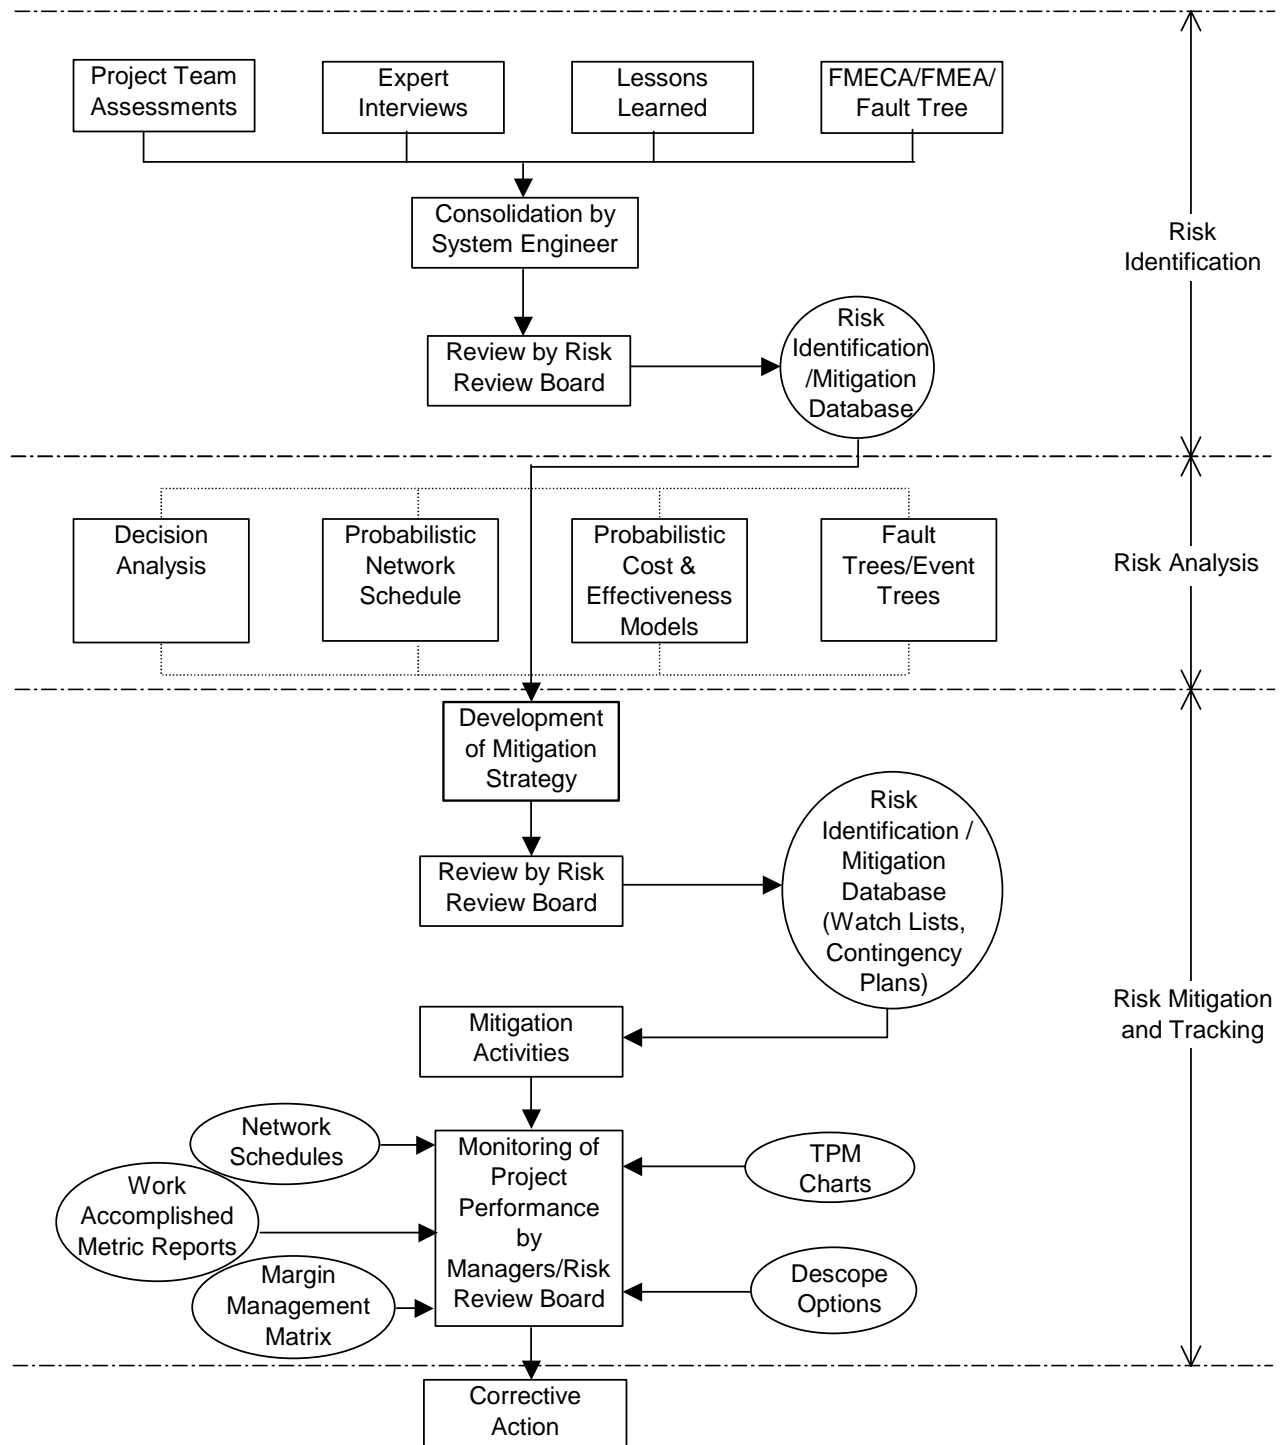 Project Team
Assessments
Expert
Interviews
Lessons
Learned
FMECA/FMEA/
Fault Tree
Consolidation by
System Engineer
Review by Risk
Review Board
Risk
Identification
/Mitigation
Database
Risk
Identification
Decision
Analysis
Probabilistic
Network
Schedule
Probabilistic
Cost &
Effectiveness
Models
Fault
Trees/Event
Trees
Risk Analysis
Development
of Mitigation
Strategy
Review by Risk
Review Board
Risk
Identification /
Mitigation
Database
(Watch Lists,
Contingency
Plans)
Risk Mitigation
and Tracking
Mitigation
Activities
Network
Schedules
Work
Accomplished
Metric Reports
Margin
Management
Matrix
Monitoring of
Project
Performance
by
Managers/Risk
Review Board
TPM
Charts
Descope
Options
Corrective
Action